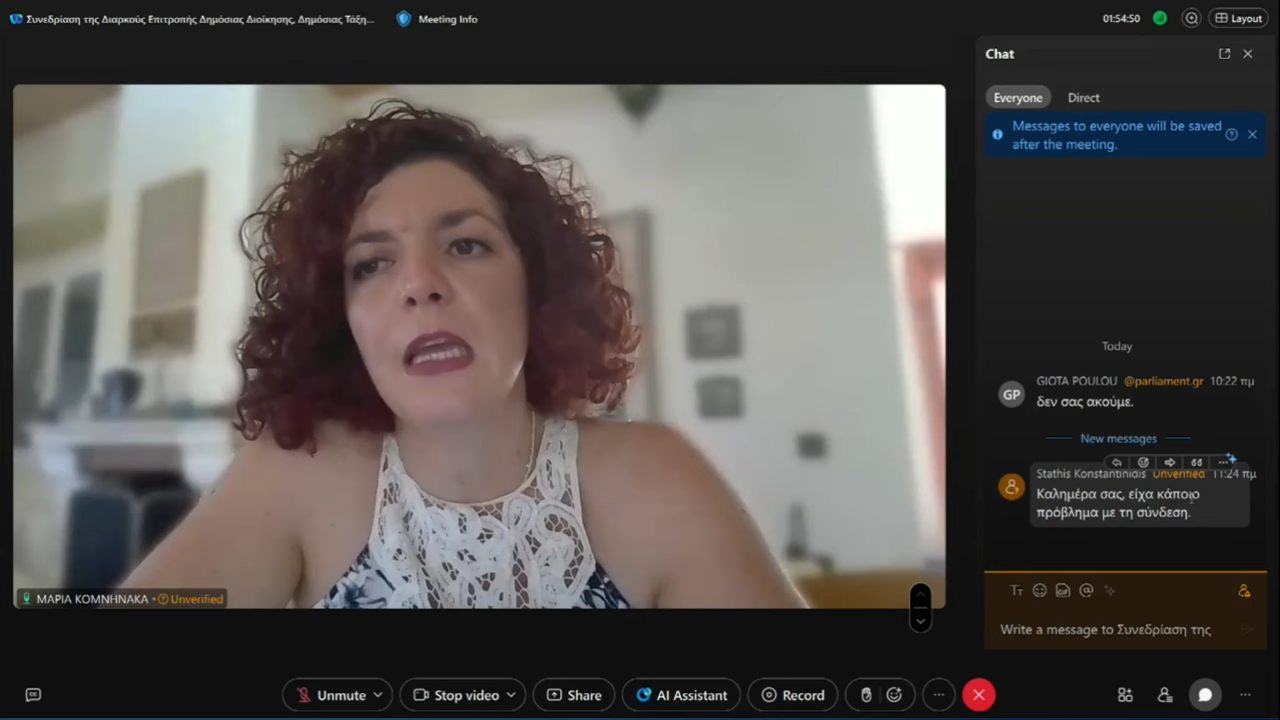 Συνεδρίαση της Διαρκούς Επιτροπής Δημόσιας Διοίκησης, Δημόσιας Τάξη...
Meeting Info
01:54:50
Layout
Chat
Everyone
Direct
Messages to everyone will be saved
after the meeting.
Today
GIOTA POULOU @parliament.gr 10:22 πμ
GP
δεν σας ακούμε.
New messages
Stathis Konstantinidis Unverified 11:24 πμ
Καλημέρα σας, είχα κάποιο
πρόβλημα με τη σύνδεση.
ΜΑΡΙΑ ΚΟΜΝΗΝΑΚΑ • Unverified
Write a message to Συνεδρίαση της
Unmute
Stop video
Share
AI Assistant
Record